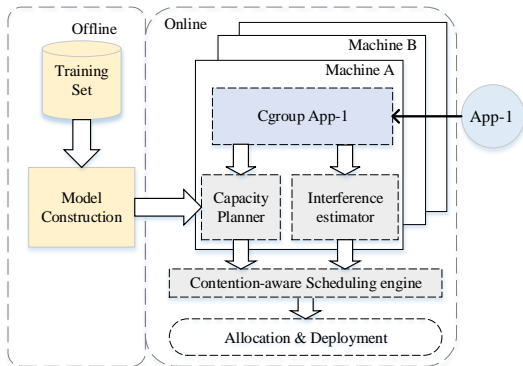 Offline
Online
Machine B
Machine A
Training
Set
Cgroup App-1
App-1
Model
Construction
Capacity
Planner
Interference
estimator
Contention-aware Scheduling engine
Allocation & Deployment